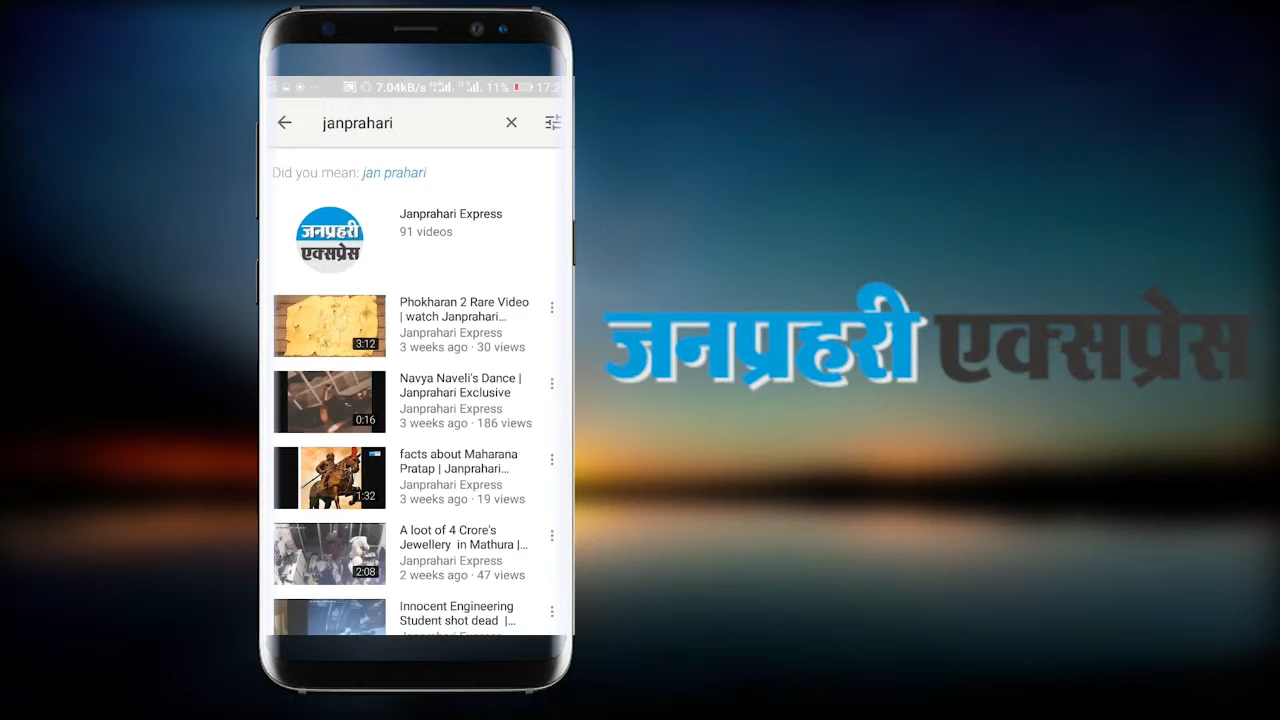 7.04kB/s 11% 17:2
janprahari
Did you mean: jan prahari
जनप्रहरी
एक्सप्रेस
Janprahari Express
91 videos
Phokharan 2 Rare Video
| watch Janprahari...
Janprahari Express
3 weeks ago · 30 views
3:12
Navya Naveli's Dance |
Janprahari Exclusive
Janprahari Express
3 weeks ago · 186 views
0:16
facts about Maharana
Pratap | Janprahari...
Janprahari Express
3 weeks ago · 19 views
1:32
A loot of 4 Crore's
Jewellery in Mathura |...
Janprahari Express
2 weeks ago · 47 views
2:08
Innocent Engineering
Student shot dead |...
Janprahari Express
जनप्रहरी एक्सप्रेस